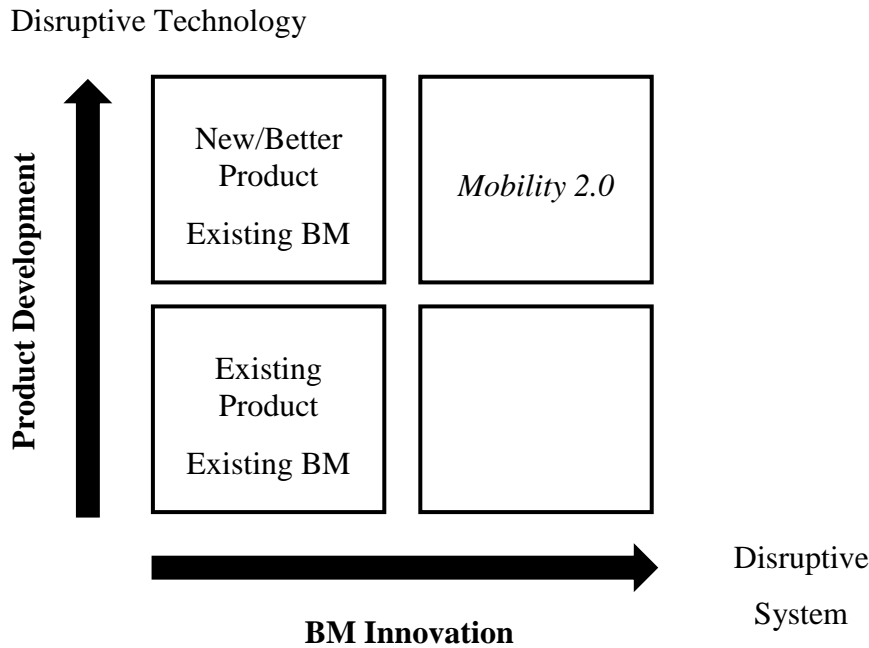 Disruptive Technology
Product Development
New/Better
Product
Existing BM
Mobility 2.0
Existing
Product
Existing BM
Disruptive
System
BM Innovation